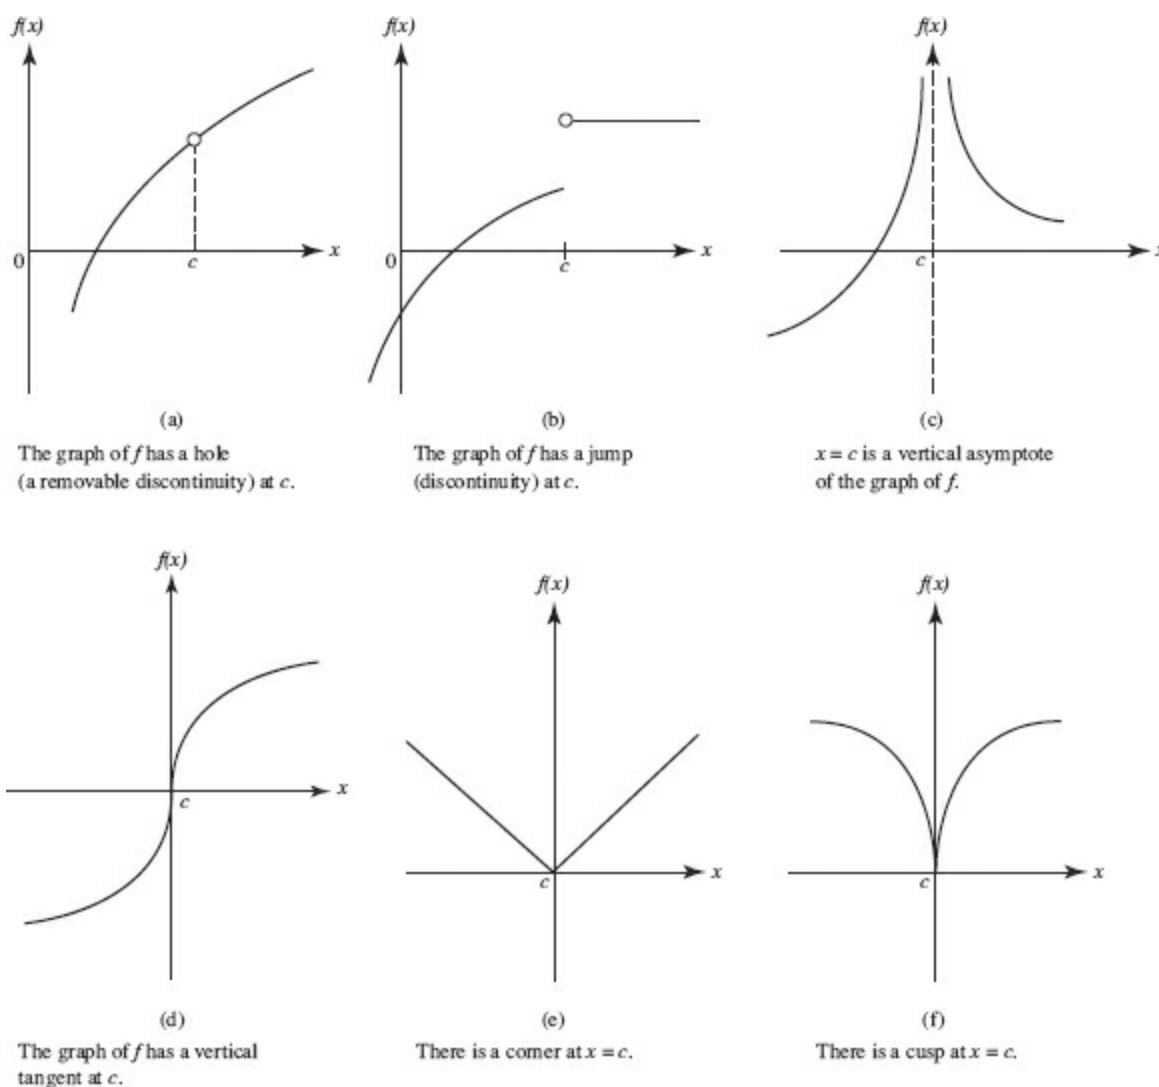 f(x)
f(x)
f(x)
0
c
x
0
c
x
c
x
(a)
(b)
(c)
The graph of f has a hole
(a removable discontinuity) at c.
The graph of f has a jump
(discontinuity) at c.
x = c is a vertical asymptote
of the graph of f.
f(x)
f(x)
f(x)
c
x
c
x
c
x
(d)
(e)
(f)
The graph of f has a vertical
tangent at c.
There is a corner at x = c.
There is a cusp at x = c.